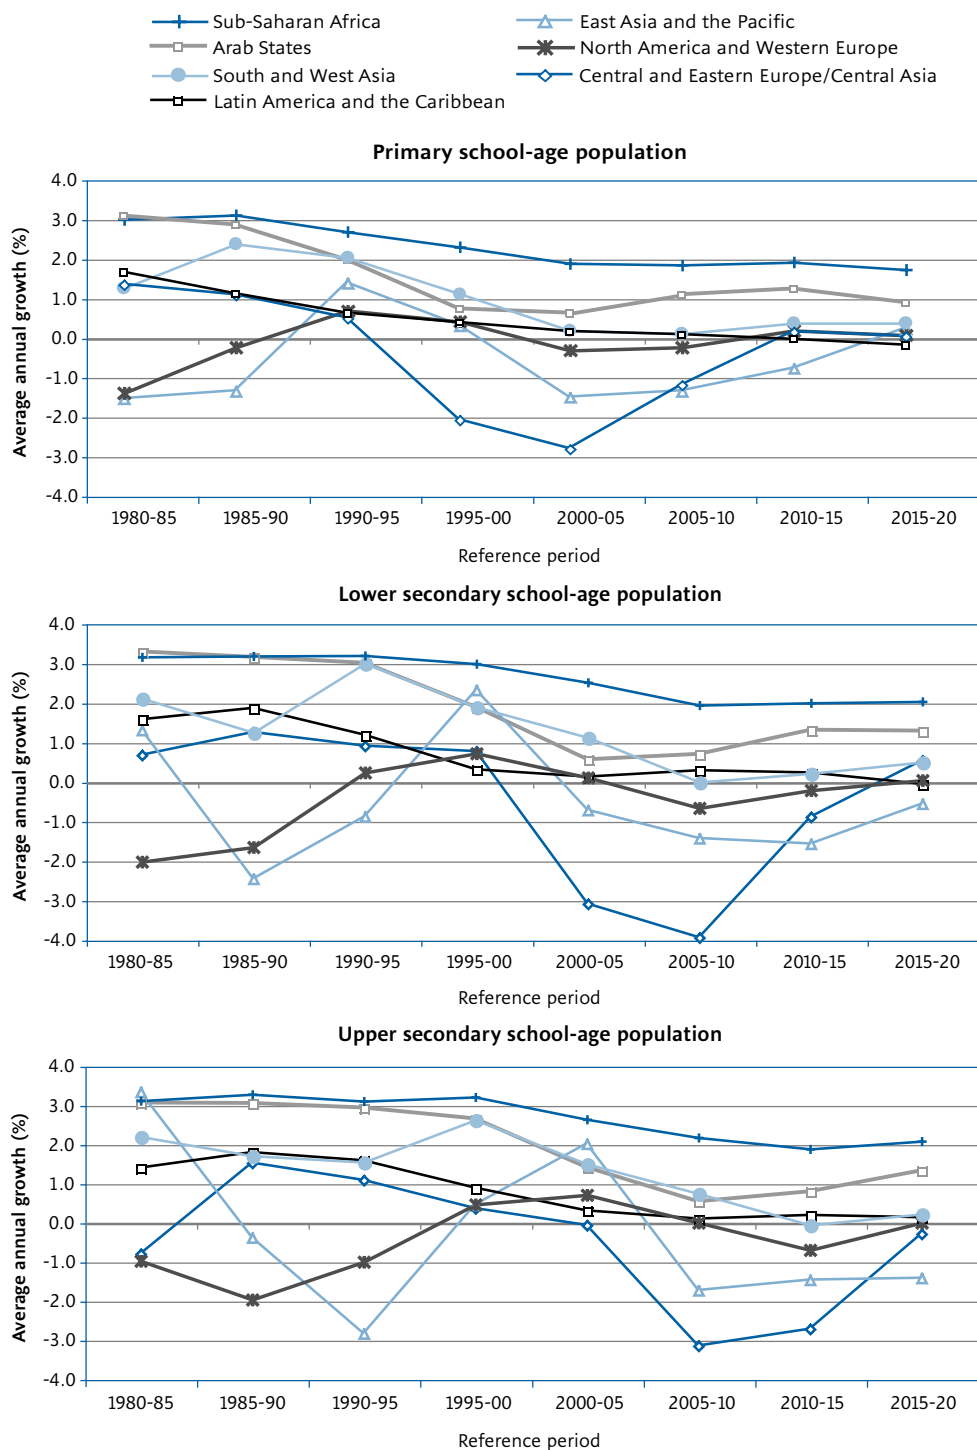 Sub-Saharan Africa
East Asia and the Pacific
Arab States
North America and Western Europe
South and West Asia
Central and Eastern Europe/Central Asia
Latin America and the Caribbean
Primary school-age population
Average annual growth (%)
4.0
3.0
2.0
1.0
0.0
-1.0
-2.0
-3.0
-4.0
1980-85 1985-90 1990-95 1995-00 2000-05 2005-10 2010-15 2015-20
Reference period
Lower secondary school-age population
Average annual growth (%)
4.0
3.0
2.0
1.0
0.0
-1.0
-2.0
-3.0
-4.0
1980-85 1985-90 1990-95 1995-00 2000-05 2005-10 2010-15 2015-20
Reference period
Upper secondary school-age population
Average annual growth (%)
4.0
3.0
2.0
1.0
0.0
-1.0
-2.0
-3.0
-4.0
1980-85 1985-90 1990-95 1995-00 2000-05 2005-10 2010-15 2015-20
Reference period